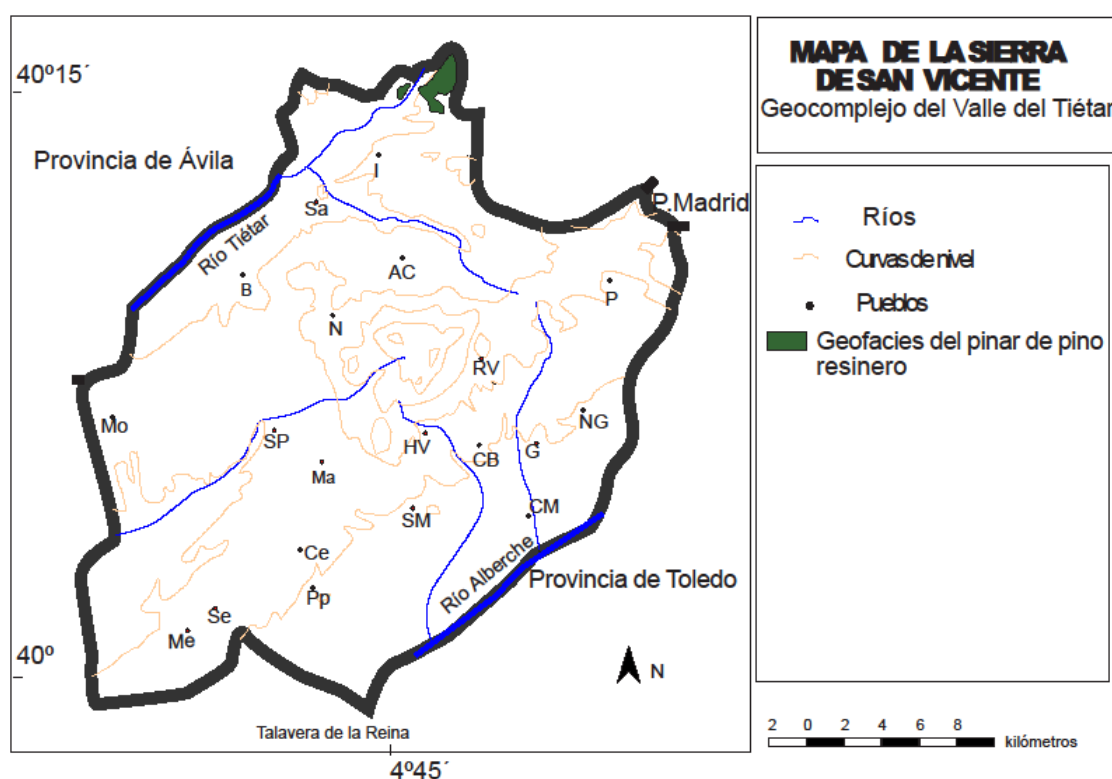 MAPA DE LA SIERRA
DE SAN VICENTE
Geocomplejo del Valle del Tiétar
40º15´
Provincia de Ávila
P.Madrid
I
Sa
Río Tiétar
B
AC
P
N
RV
Mo
NG
SP
HV
CB
G
Ma
SM
CM
Ce
Río Alberche
Provincia de Toledo
Pp
Se
Me
40º
N
Talavera de la Reina
4º45´
Ríos
Curvas de nivel
Pueblos
Geofacies del pinar de pino
resinero
2 0 2 4 6 8
kilómetros